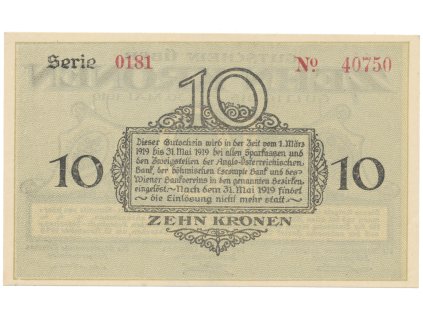 Serie 0181 No 40750
10
Dieser Gutschein wird in der Zeit vom 1. März
1919 bis 31. Mai 1919 bei allen Sparkassen und
den Zweigstellen der Anglo-Österreichischen
Bank, der böhmischen Escompte Bank und des
Wiener Bankvereins in den genannten Bezirken
eingelöst. Nach dem 31. Mai 1919 findet
die Einlösung nicht mehr statt
10 10
ZEHN KRONEN